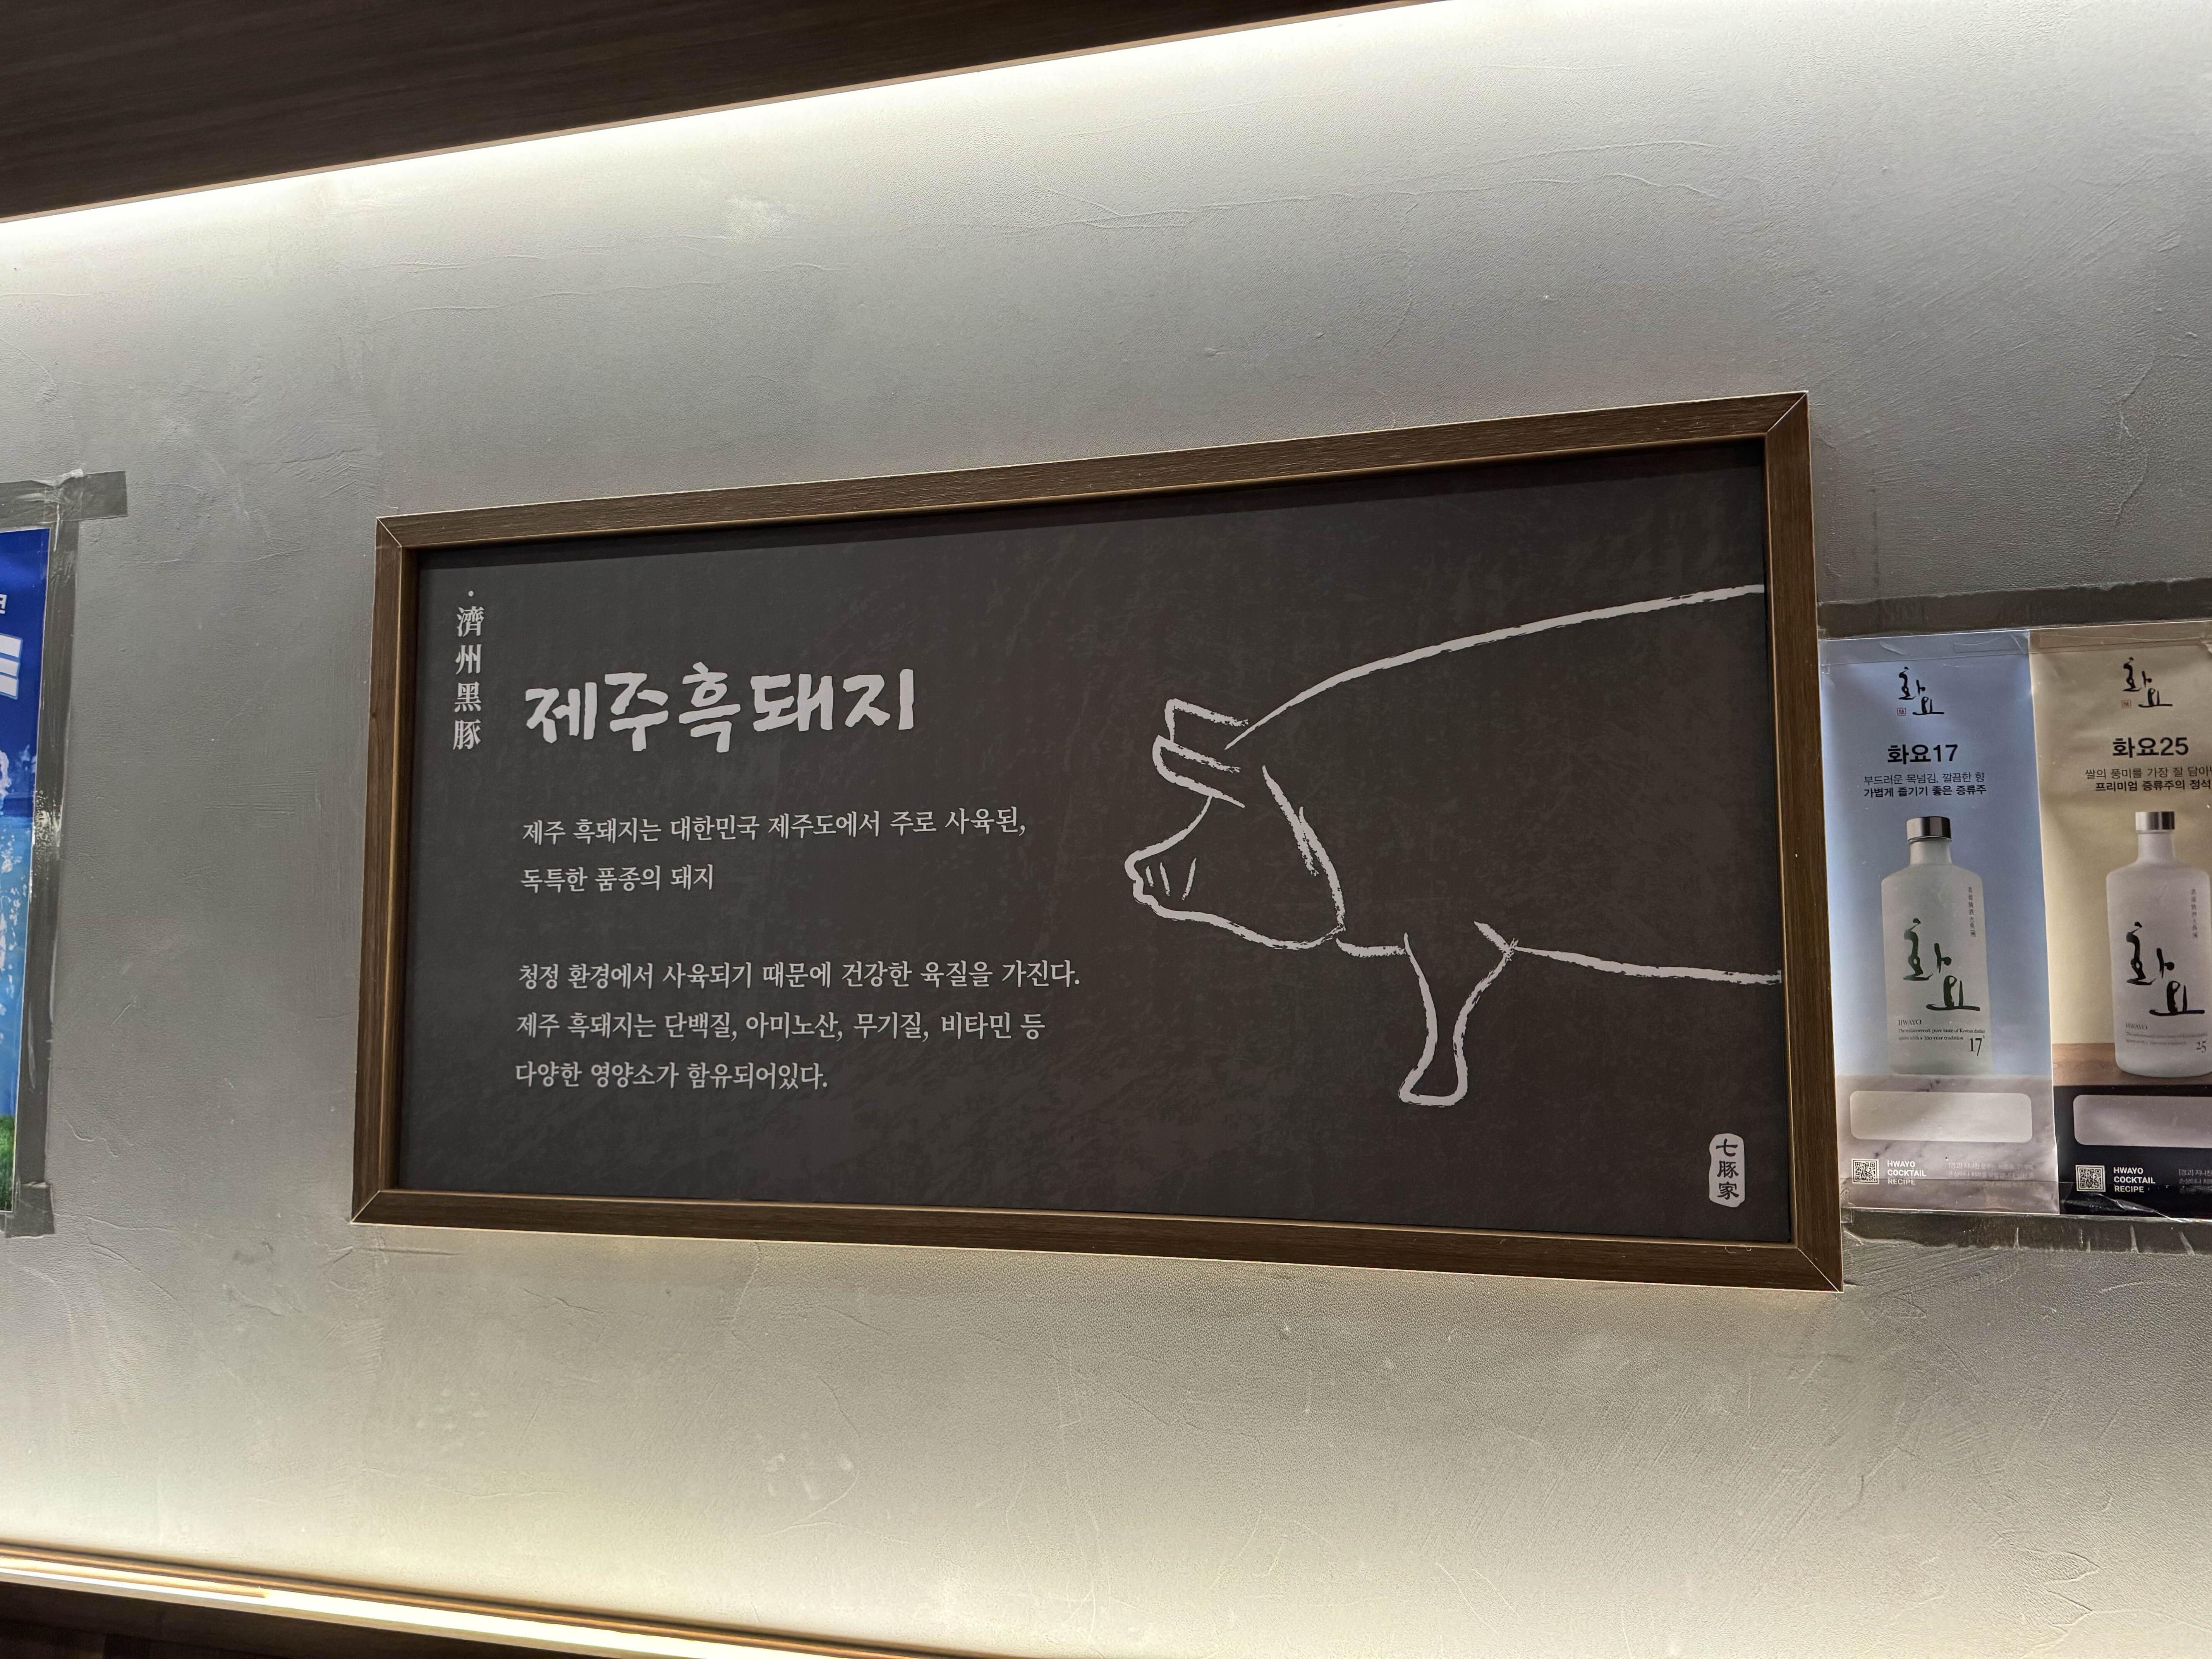 濟州黑豚
제주흑돼지
제주 흑돼지는 대한민국 제주도에서 주로 사육된,
독특한 품종의 돼지
청정 환경에서 사육되기 때문에 건강한 육질을 가진다.
제주 흑돼지는 단백질, 아미노산, 무기질, 비타민 등
다양한 영양소가 함유되어있다.
七豚家
화요
화요17
부드러운 목넘김, 깔끔한 향
가볍게 즐기기 좋은 증류주
화요
HWAYO
17
HWAYO
COCKTAIL
RECIPE
화요
화요25
쌀의 풍미를 가장 잘
프리미엄 증류주의 정석
화요
HWAYO
25
HWAYO
COCKTAIL
RECIPE